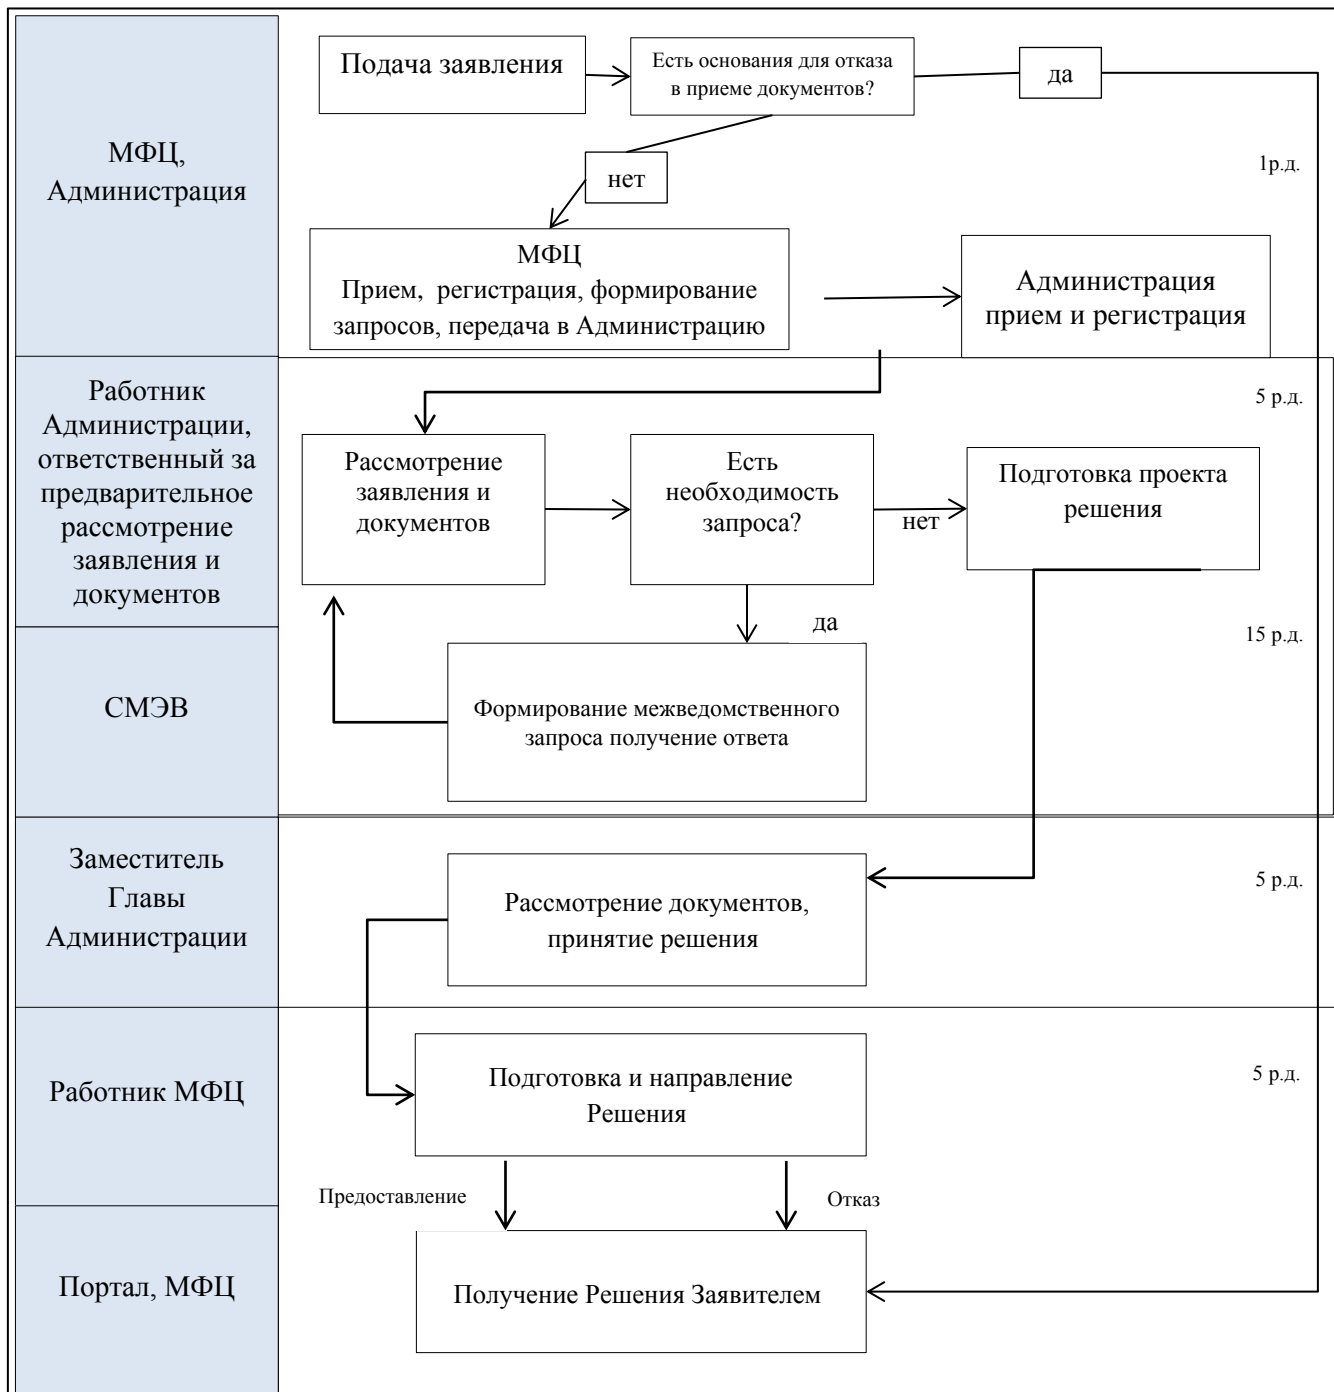 МФЦ,
Администрация
Подача заявления
Есть основания для отказа
в приеме документов?
да
нет
1р.д.
МФЦ
Прием, регистрация, формирование
запросов, передача в Администрацию
Администрация
прием и регистрация
Работник
Администрации,
ответственный за
предварительное
рассмотрение
заявления и
документов
5 р.д.
Рассмотрение
заявления и
документов
Есть
необходимость
запроса?
нет
Подготовка проекта
решения
да
15 р.д.
СМЭВ
Формирование межведомственного
запроса получение ответа
Заместитель
Главы
Администрации
Рассмотрение документов,
принятие решения
5 р.д.
Работник МФЦ
Подготовка и направление
Решения
5 р.д.
Предоставление
Отказ
Портал, МФЦ
Получение Решения Заявителем